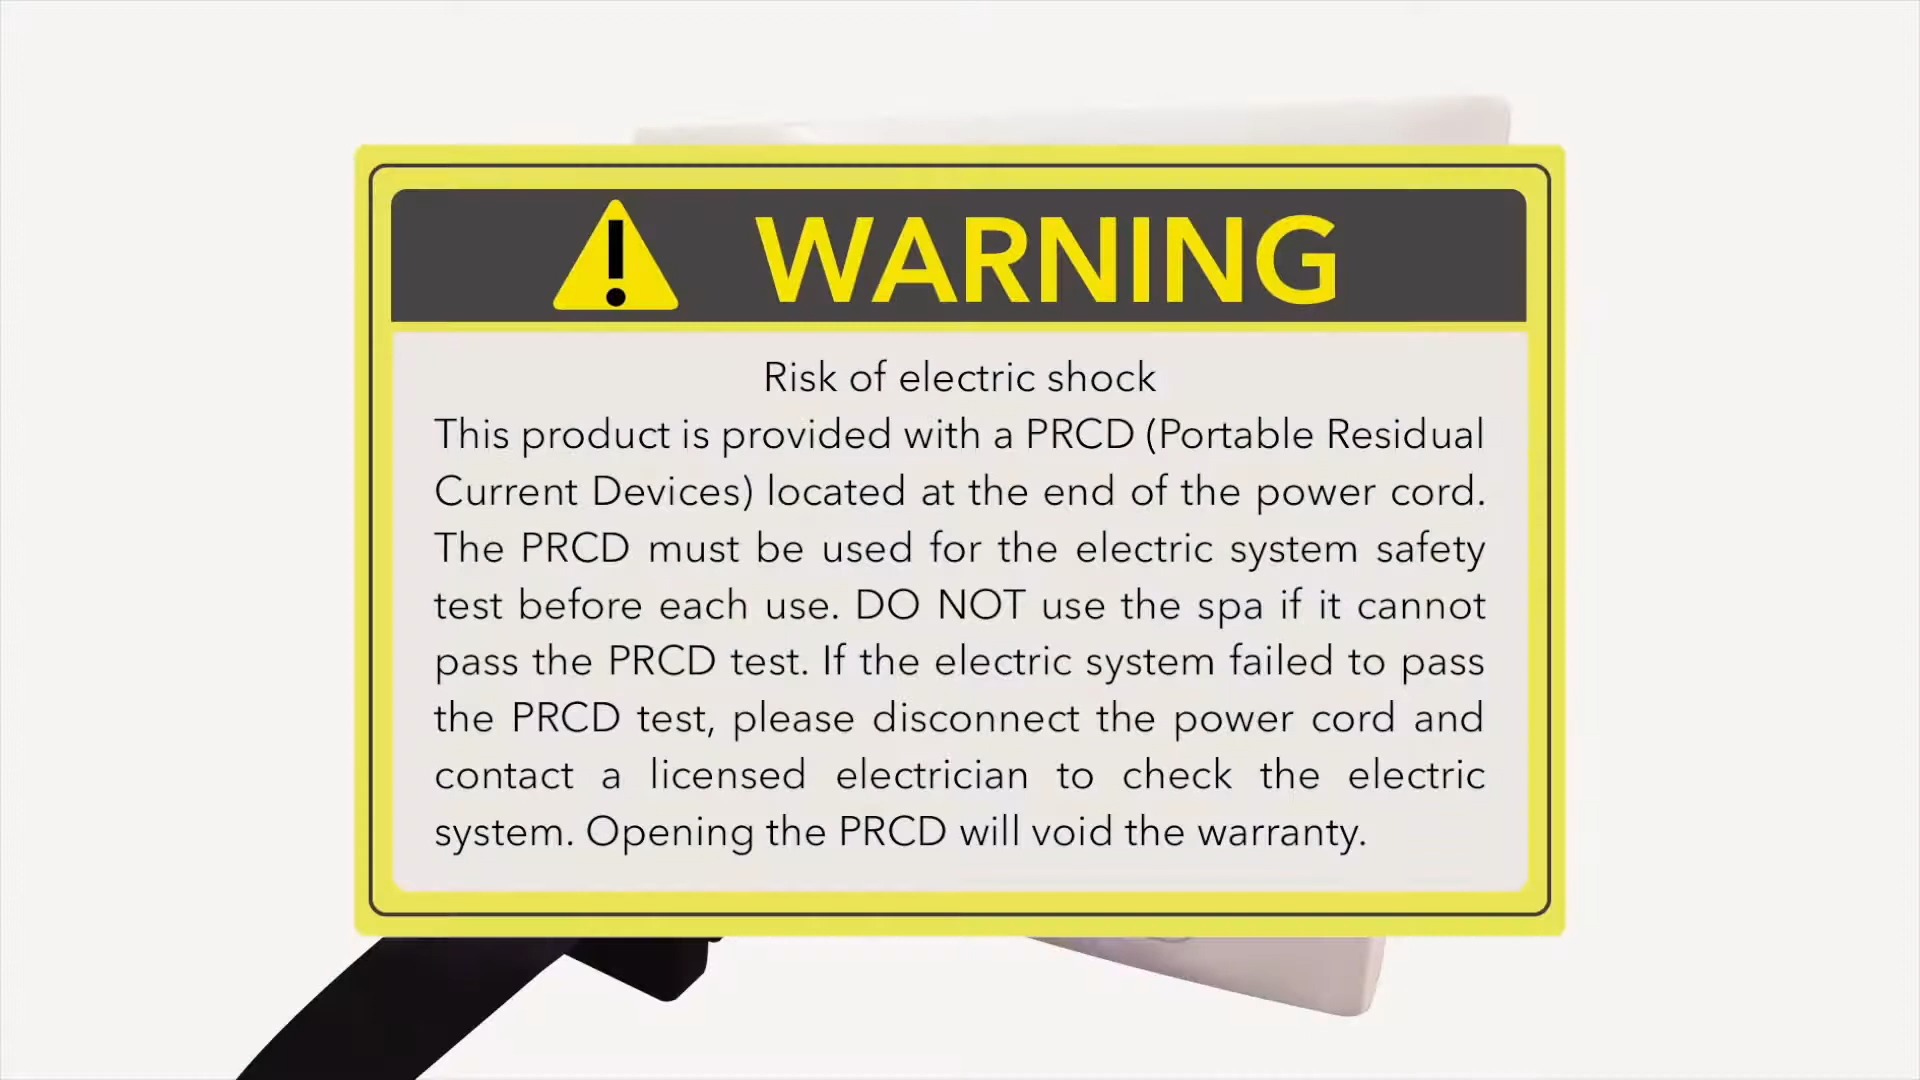 WARNING
Risk of electric shock
This product is provided with a PRCD (Portable Residual
Current Devices) located at the end of the power cord.
The PRCD must be used for the electric system safety
test before each use. DO NOT use the spa if it cannot
pass the PRCD test. If the electric system failed to pass
the PRCD test, please disconnect the power cord and
contact a licensed electrician to check the electric
system. Opening the PRCD will void the warranty.